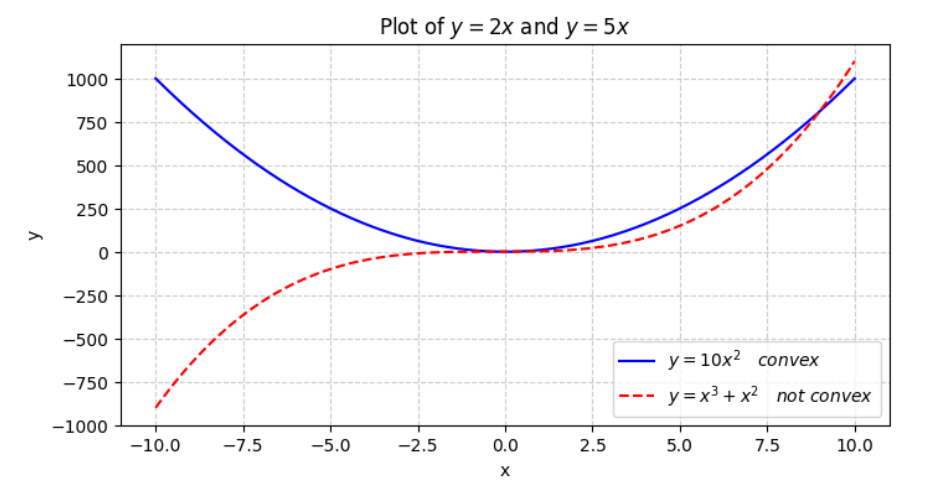 Plot of y = 2x and y = 5x
1000
750
500
250
0
−250
−500
−750
−1000
y
y = 10x² convex
y = x³ + x² not convex
−10.0 −7.5 −5.0 −2.5 0.0 2.5 5.0 7.5 10.0
x